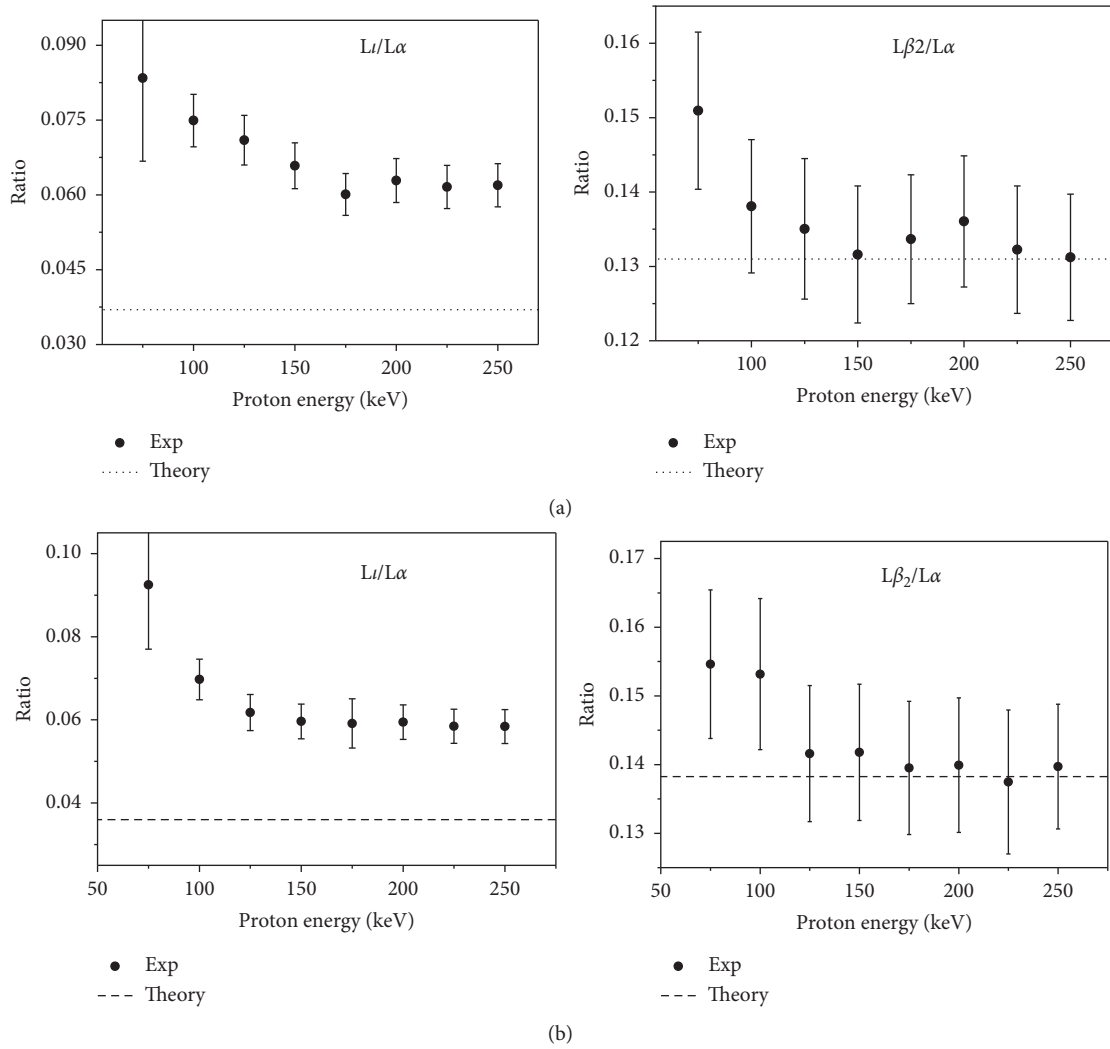 Lι/Lα
0.090
0.075
0.060
0.045
0.030
Ratio
100
150
200
250
Proton energy (keV)
Exp
Theory
Lβ2/Lα
0.16
0.15
0.14
0.13
0.12
Ratio
100
150
200
250
Proton energy (keV)
Exp
Theory
(a)
Lι/Lα
0.10
0.08
0.06
0.04
Ratio
50
100
150
200
250
Proton energy (keV)
Exp
Theory
Lβ₂/Lα
0.17
0.16
0.15
0.14
0.13
Ratio
50
100
150
200
250
Proton energy (keV)
Exp
Theory
(b)